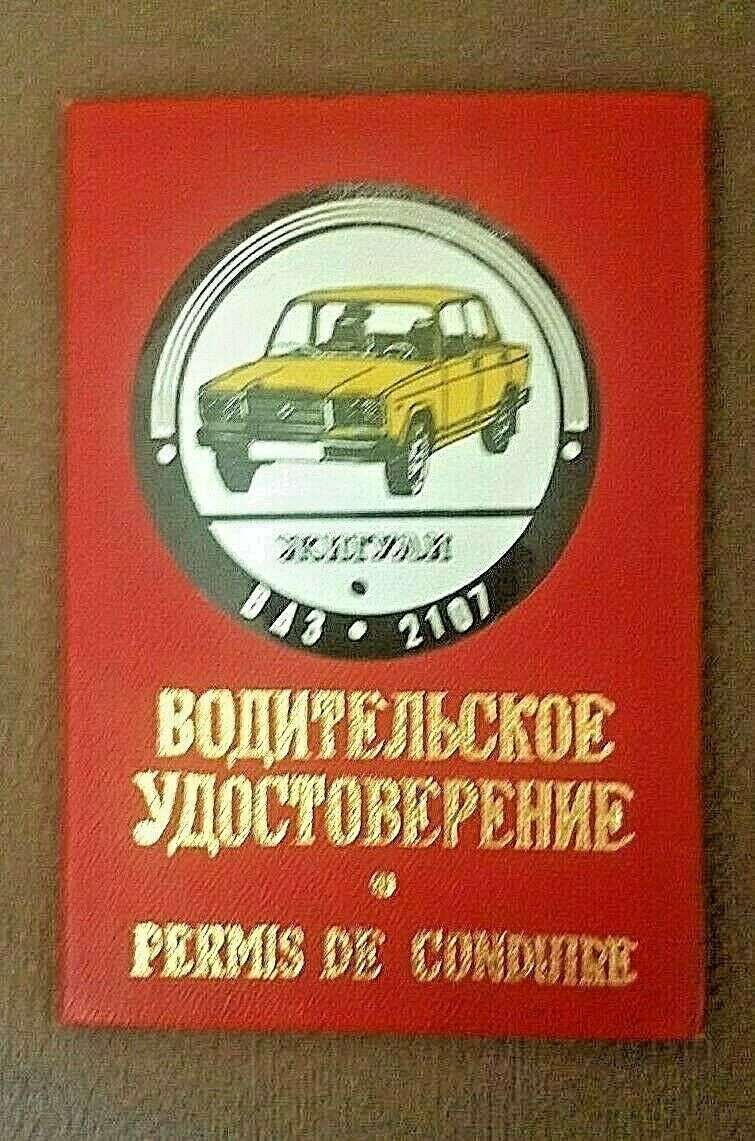 ЖИГУЛИ
ВАЗ • 2107
ВОДИТЕЛЬСКОЕ
УДОСТОВЕРЕНИЕ
•
PERMIS DE CONDUIRE